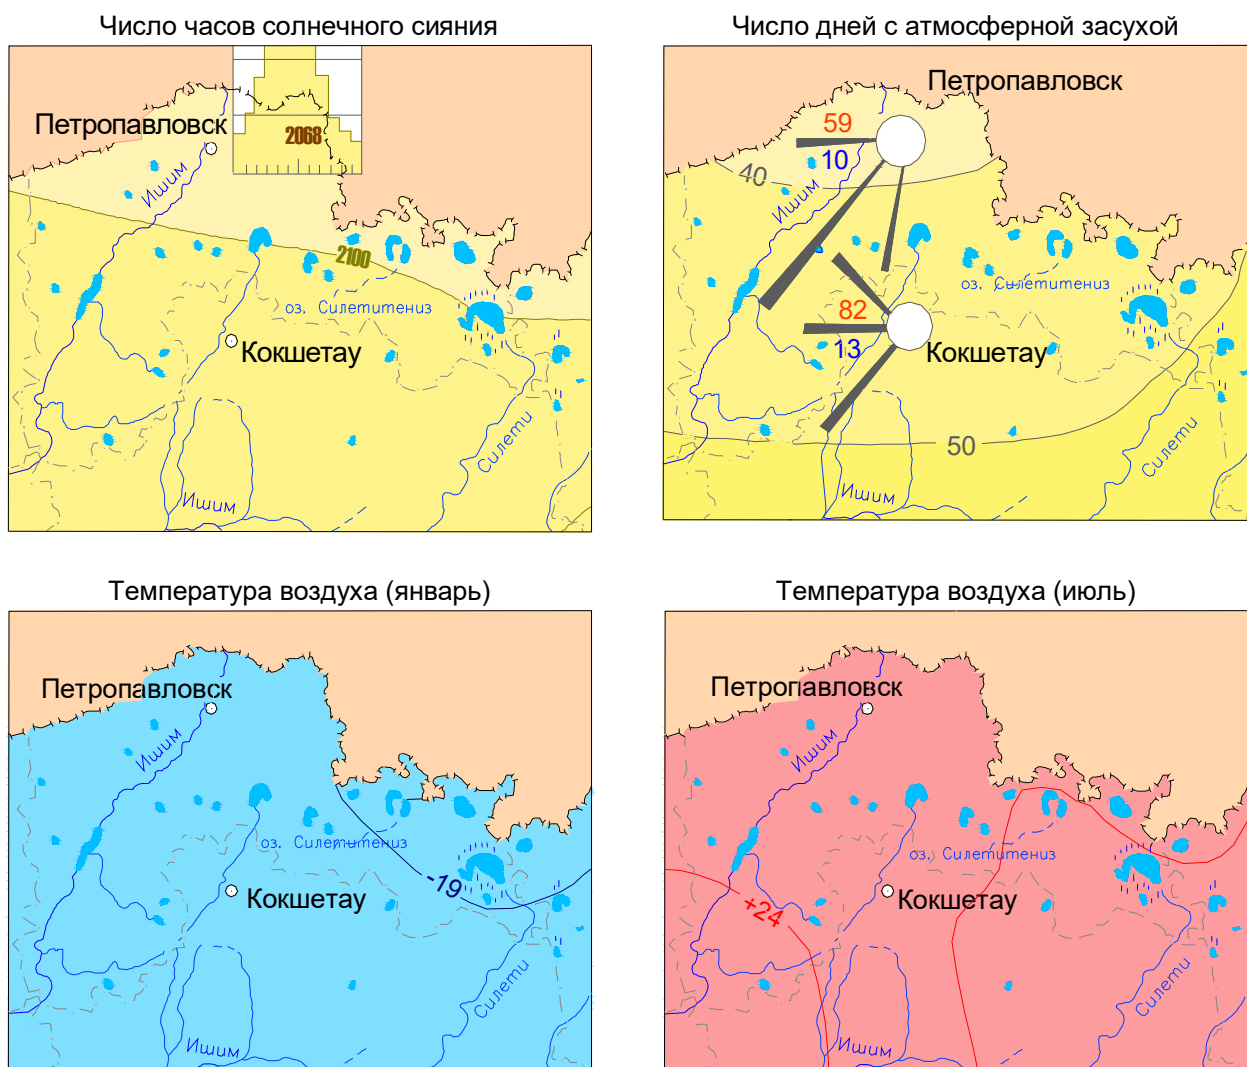 Число часов солнечного сияния
Петропавловск
2068
Ишим
2100
оз. Силетитениз
Кокшетау
Силети
Ишим
Число дней с атмосферной засухой
Петропавловск
59
10
40
Ишим
оз. Силетитениз
82
13
Кокшетау
50
Силети
Ишим
Температура воздуха (январь)
Петропавловск
Ишим
оз. Силетитениз
-19
Кокшетау
Силети
Ишим
Температура воздуха (июль)
Петропавловск
Ишим
оз. Силетитениз
+24
Кокшетау
Силети
Ишим